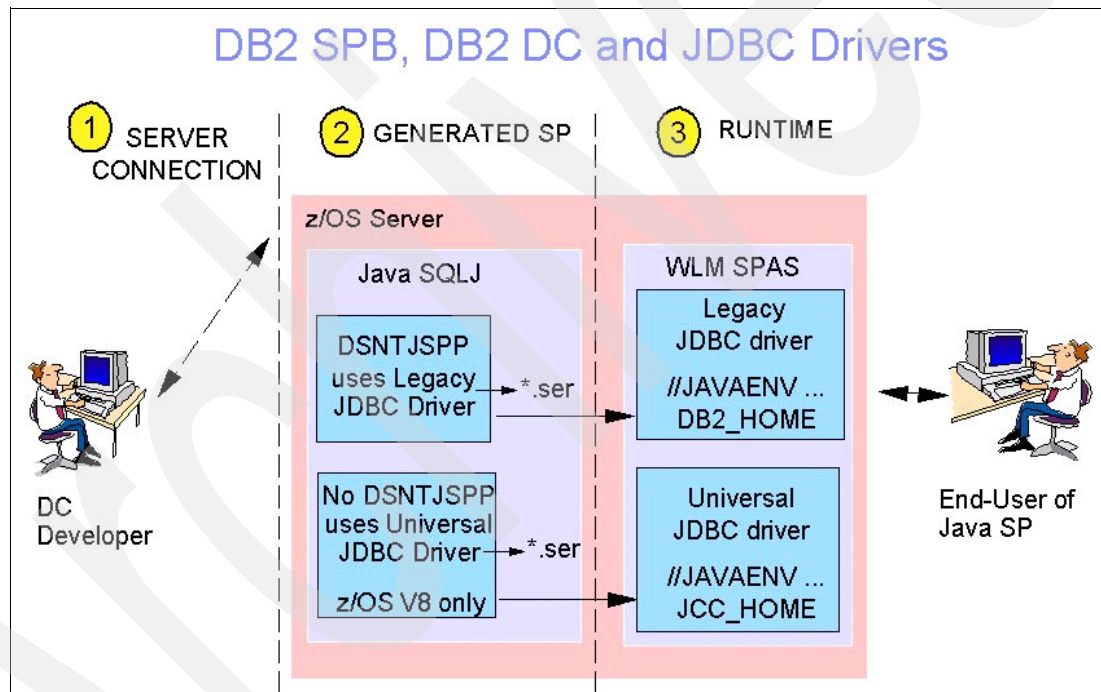 DB2 SPB, DB2 DC and JDBC Drivers
1 SERVER
CONNECTION
2 GENERATED SP
3 RUNTIME
z/OS Server
Java SQLJ
DSNTJSPP
uses Legacy
JDBC Driver
*.ser
No DSNTJSPP
uses Universal
JDBC Driver
*.ser
z/OS V8 only
WLM SPAS
Legacy
JDBC driver
//JAVAENV ...
DB2_HOME
Universal
JDBC driver
//JAVAENV ...
JCC_HOME
DC
Developer
End-User of
Java SP